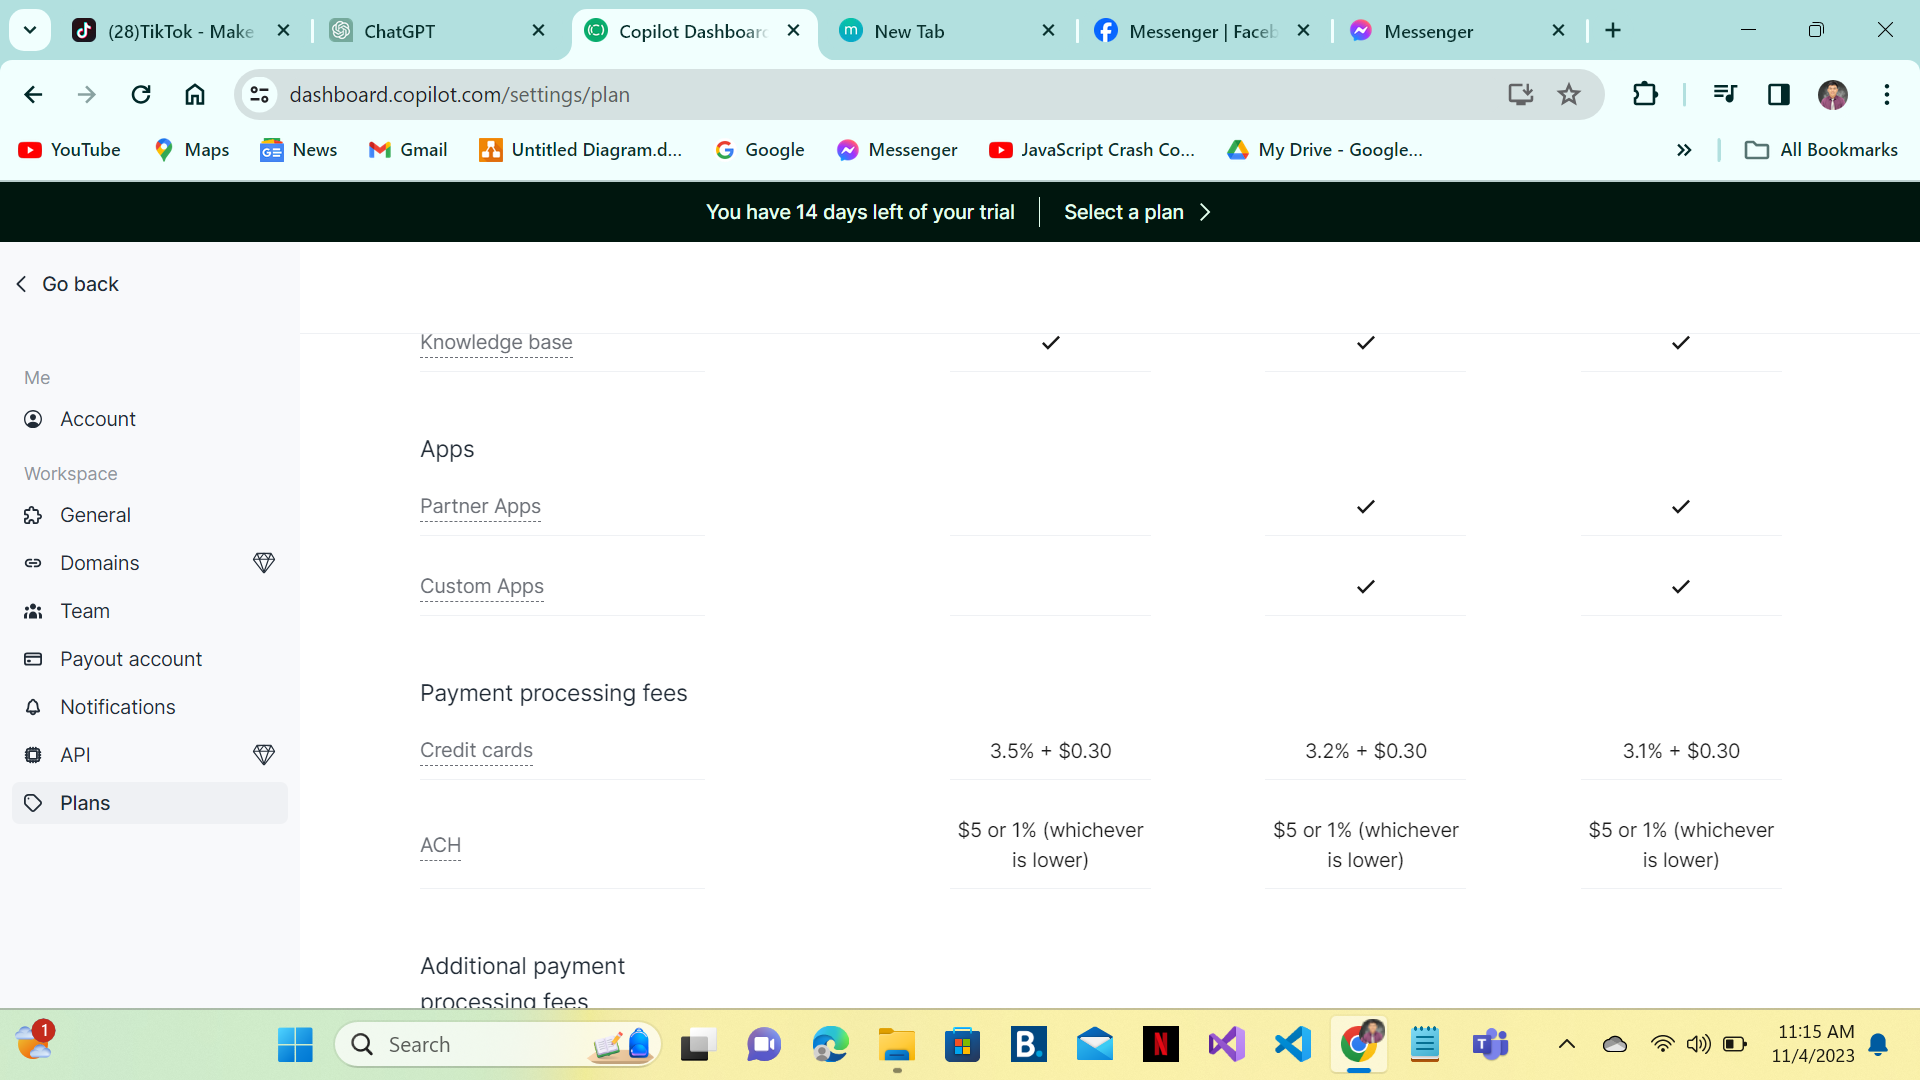 (28)TikTok - Make
ChatGPT
Copilot Dashboard
New Tab
Messenger | Faceb
Messenger
dashboard.copilot.com/settings/plan
YouTube
Maps
News
Gmail
Untitled Diagram.d...
Google
Messenger
JavaScript Crash Co...
My Drive - Google...
All Bookmarks
You have 14 days left of your trial
Select a plan
Go back
Me
Account
Workspace
General
Domains
Team
Payout account
Notifications
API
Plans
Knowledge base
Apps
Partner Apps
Custom Apps
Payment processing fees
Credit cards
3.5% + $0.30
3.2% + $0.30
3.1% + $0.30
ACH
$5 or 1% (whichever
is lower)
$5 or 1% (whichever
is lower)
$5 or 1% (whichever
is lower)
Additional payment
processing fees
1
Search
11:15 AM
11/4/2023